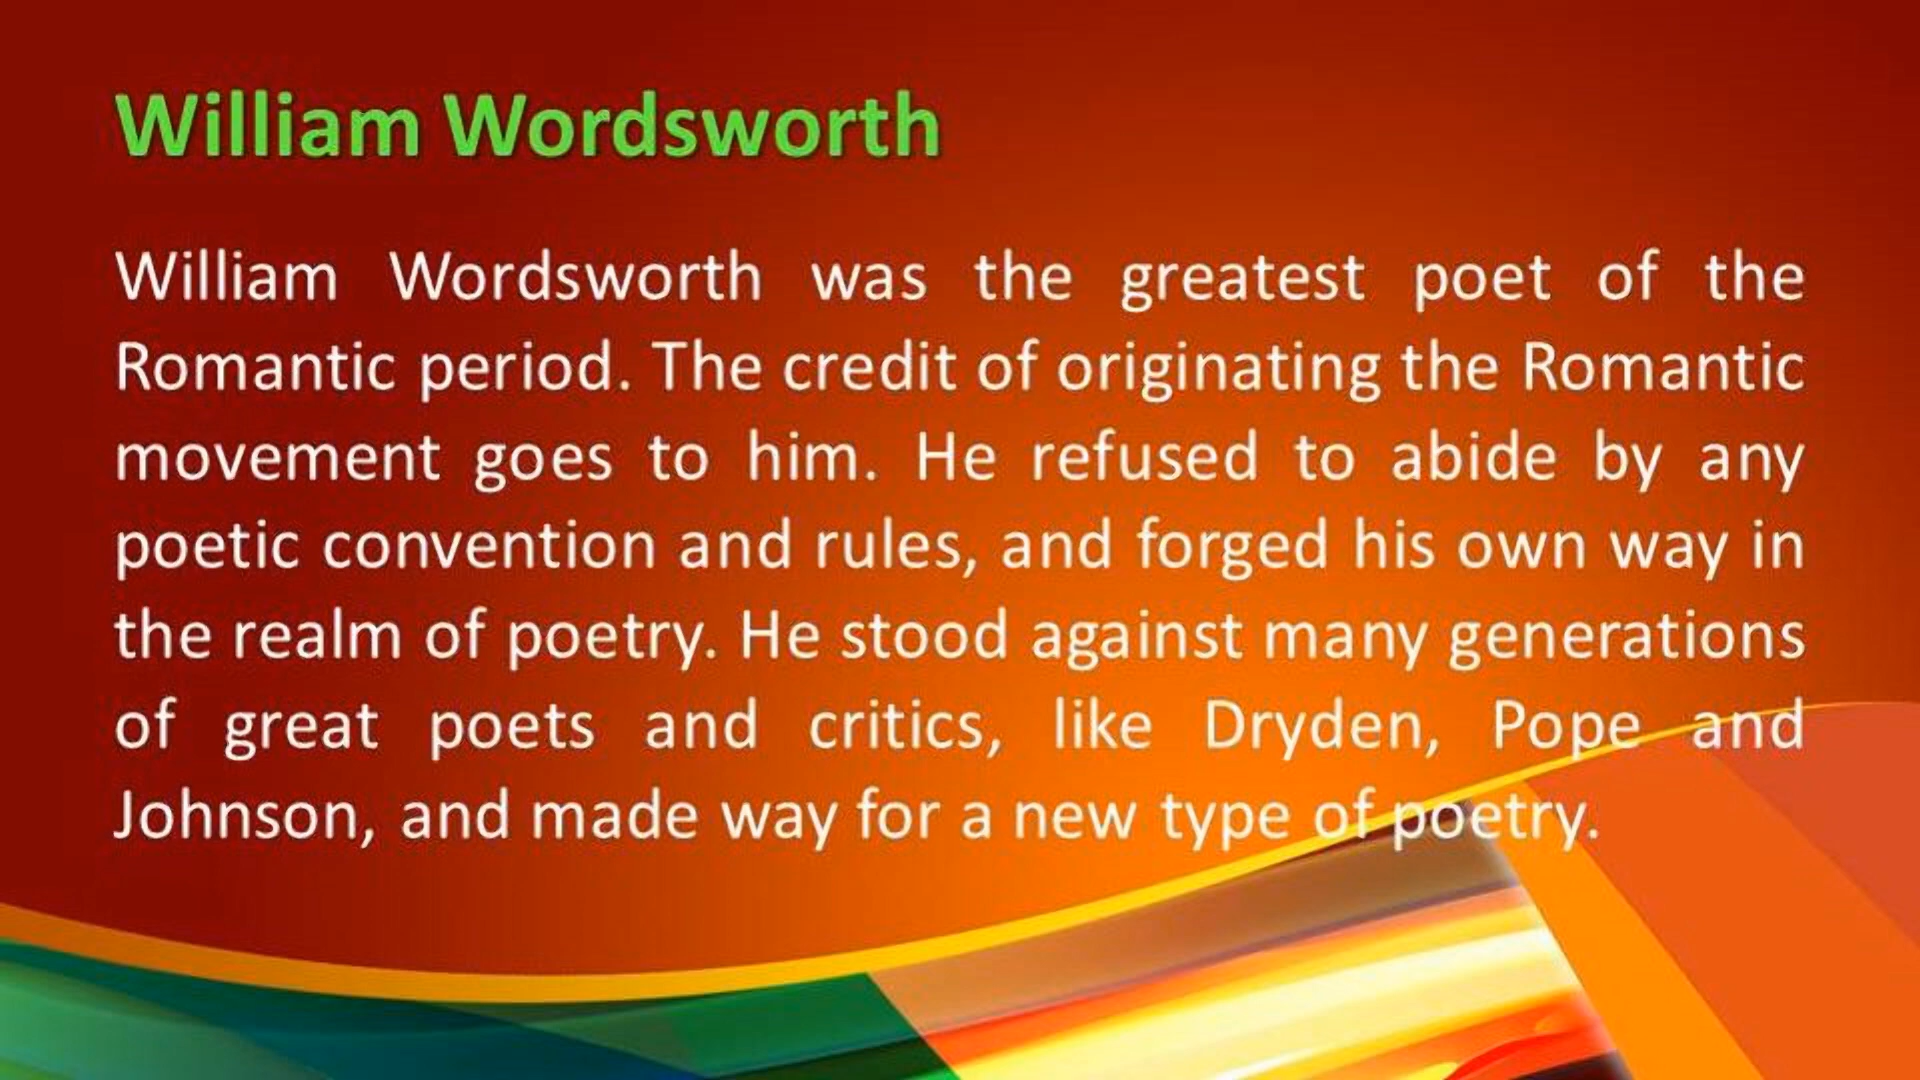 William Wordsworth
William Wordsworth was the greatest poet of the
Romantic period. The credit of originating the Romantic
movement goes to him. He refused to abide by any
poetic convention and rules, and forged his own way in
the realm of poetry. He stood against many generations
of great poets and critics, like Dryden, Pope and
Johnson, and made way for a new type of poetry.